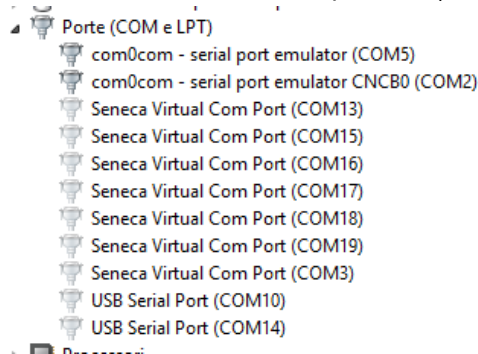 Porte (COM e LPT)
com0com - serial port emulator (COM5)
com0com - serial port emulator CNCB0 (COM2)
Seneca Virtual Com Port (COM13)
Seneca Virtual Com Port (COM15)
Seneca Virtual Com Port (COM16)
Seneca Virtual Com Port (COM17)
Seneca Virtual Com Port (COM18)
Seneca Virtual Com Port (COM19)
Seneca Virtual Com Port (COM3)
USB Serial Port (COM10)
USB Serial Port (COM14)
Processori